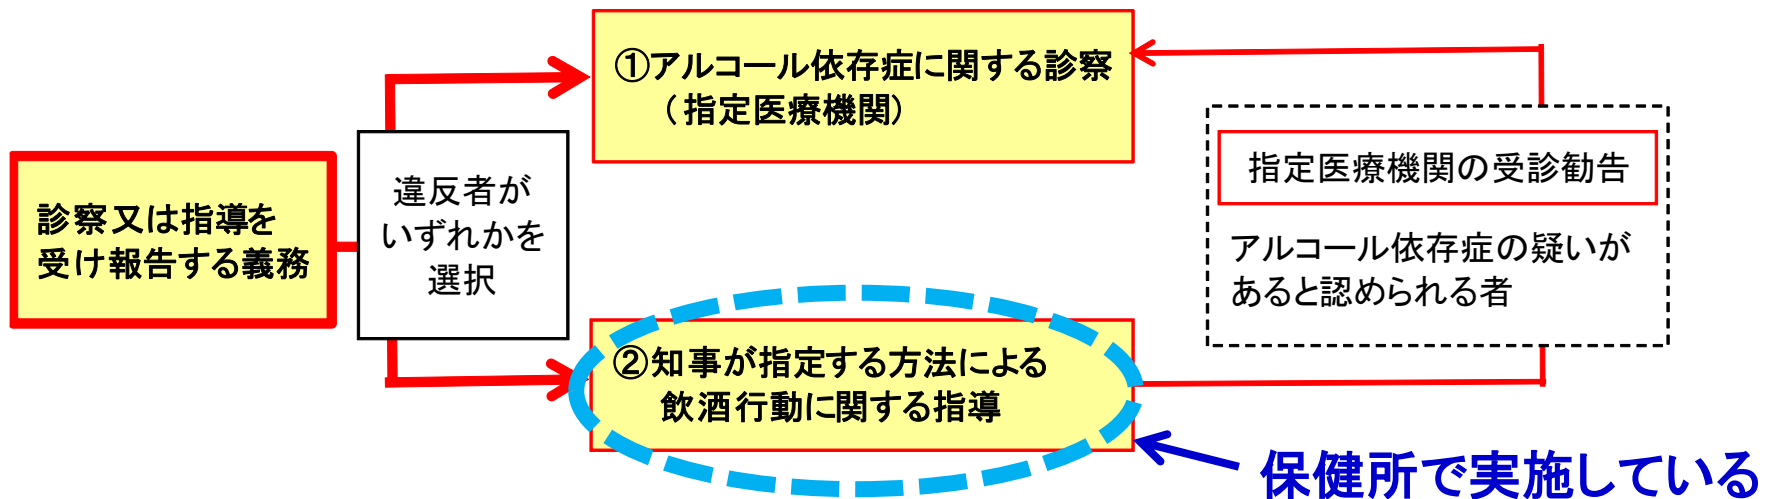 診察又は指導を
受け報告する義務
違反者が
いずれかを
選択
①アルコール依存症に関する診察
（指定医療機関）
②知事が指定する方法による
飲酒行動に関する指導
指定医療機関の受診勧告
アルコール依存症の疑いが
あると認められる者
保健所で実施している